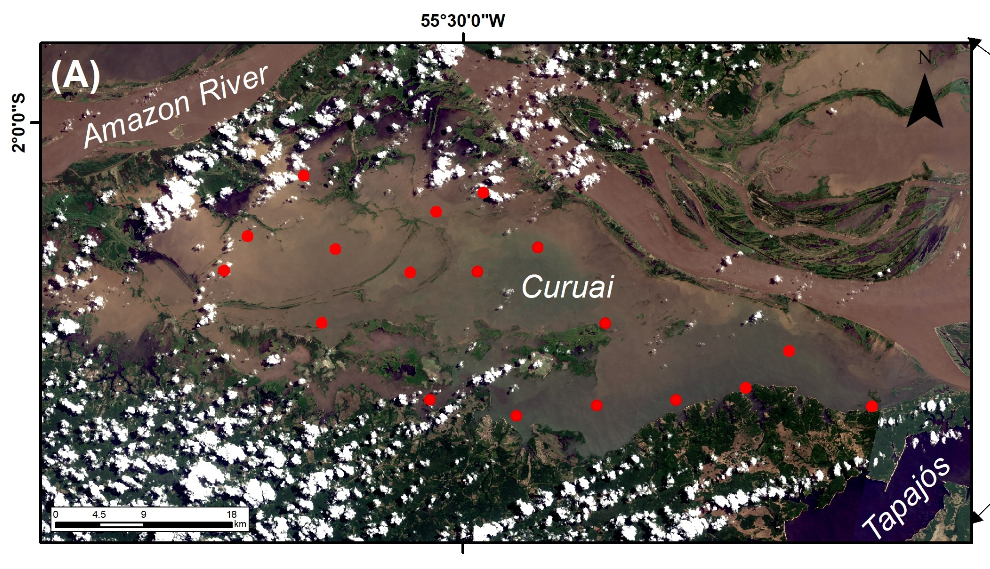 55°30'0"W
(A)
Amazon River
N
2°0'0"S
Curuai
Tapajós
0 4.5 9 18
km